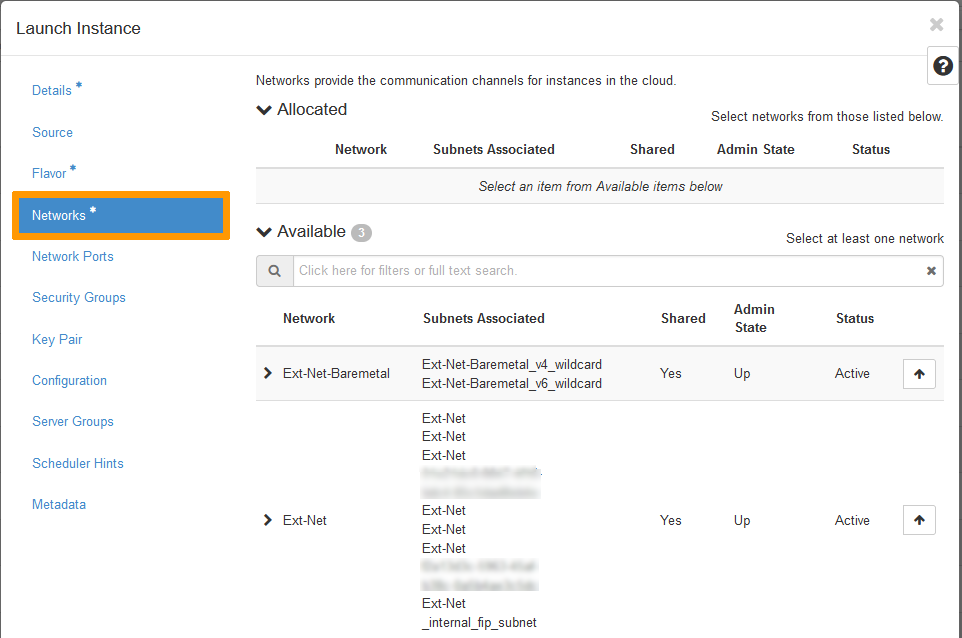 Launch Instance
Details *
Source
Flavor *
Networks *
Network Ports
Security Groups
Key Pair
Configuration
Server Groups
Scheduler Hints
Metadata
Networks provide the communication channels for instances in the cloud.
Allocated
Select networks from those listed below.
Network Subnets Associated Shared Admin State Status
Select an item from Available items below
Available 3
Select at least one network
Click here for filters or full text search.
Network Subnets Associated Shared Admin State Status
Ext-Net-Baremetal Ext-Net-Baremetal_v4_wildcard Yes Up Active
Ext-Net-Baremetal_v6_wildcard
Ext-Net
Ext-Net
Ext-Net
Ext-Net
Ext-Net Ext-Net Yes Up Active
Ext-Net
Ext-Net
_internal_fip_subnet